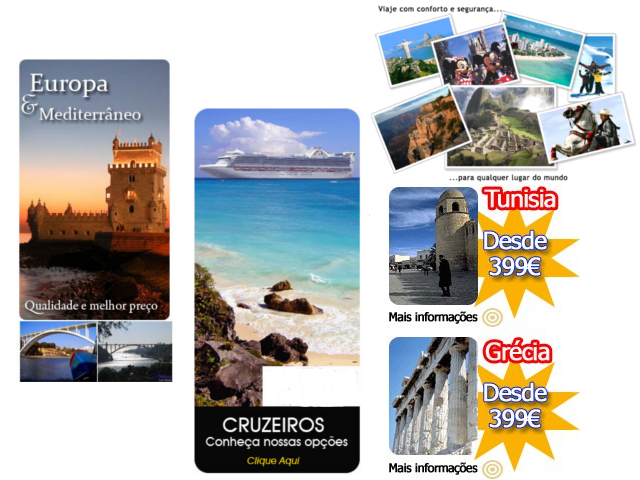 Viaje com conforto e segurança...
...para qualquer lugar do mundo
Europa
&
Mediterrâneo
Qualidade e melhor preço
CRUZEIROS
Conheça nossas opções
Clique Aqui
Tunisia
Desde
399€
Mais informações
Grécia
Desde
399€
Mais informações